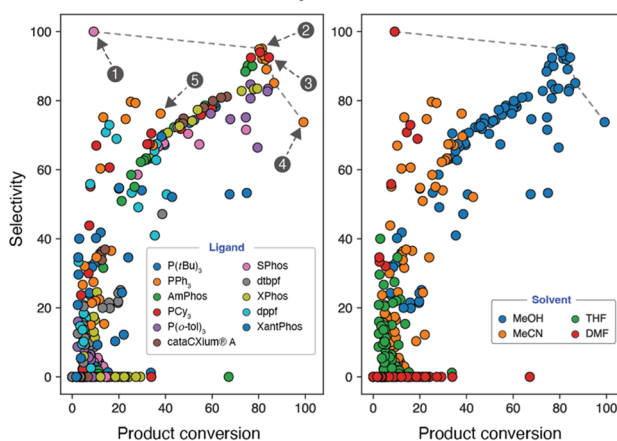 100
80
60
40
20
0
Selectivity
1
2
3
4
5
Ligand
P(tBu)3
PPh3
AmPhos
PCy3
P(o-tol)3
cataCXium® A
SPhos
dtbpf
XPhos
dppf
XantPhos
0 20 40 60 80 100
Product conversion
100
80
60
40
20
0
Solvent
MeOH
MeCN
THF
DMF
0 20 40 60 80 100
Product conversion